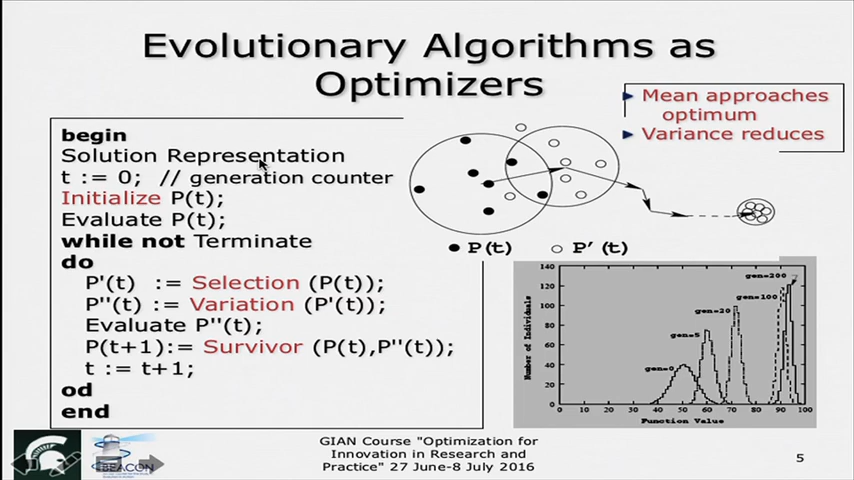 Evolutionary Algorithms as
Optimizers
Mean approaches
optimum
Variance reduces
begin
Solution Representation
t := 0; // generation counter
Initialize P(t);
Evaluate P(t);
while not Terminate
do
P'(t) := Selection (P(t));
P''(t) := Variation (P'(t));
Evaluate P''(t);
P(t+1):= Survivor (P(t),P''(t));
t := t+1;
od
end
P(t) P'(t)
140
120
100
80
60
40
20
0
Number of Individuals
gen=200
gen=100
gen=20
gen=5
gen=0
0 10 20 30 40 50 60 70 80 90 100
Function Value
BEACON
GIAN Course "Optimization for
Innovation in Research and
Practice" 27 June-8 July 2016
5